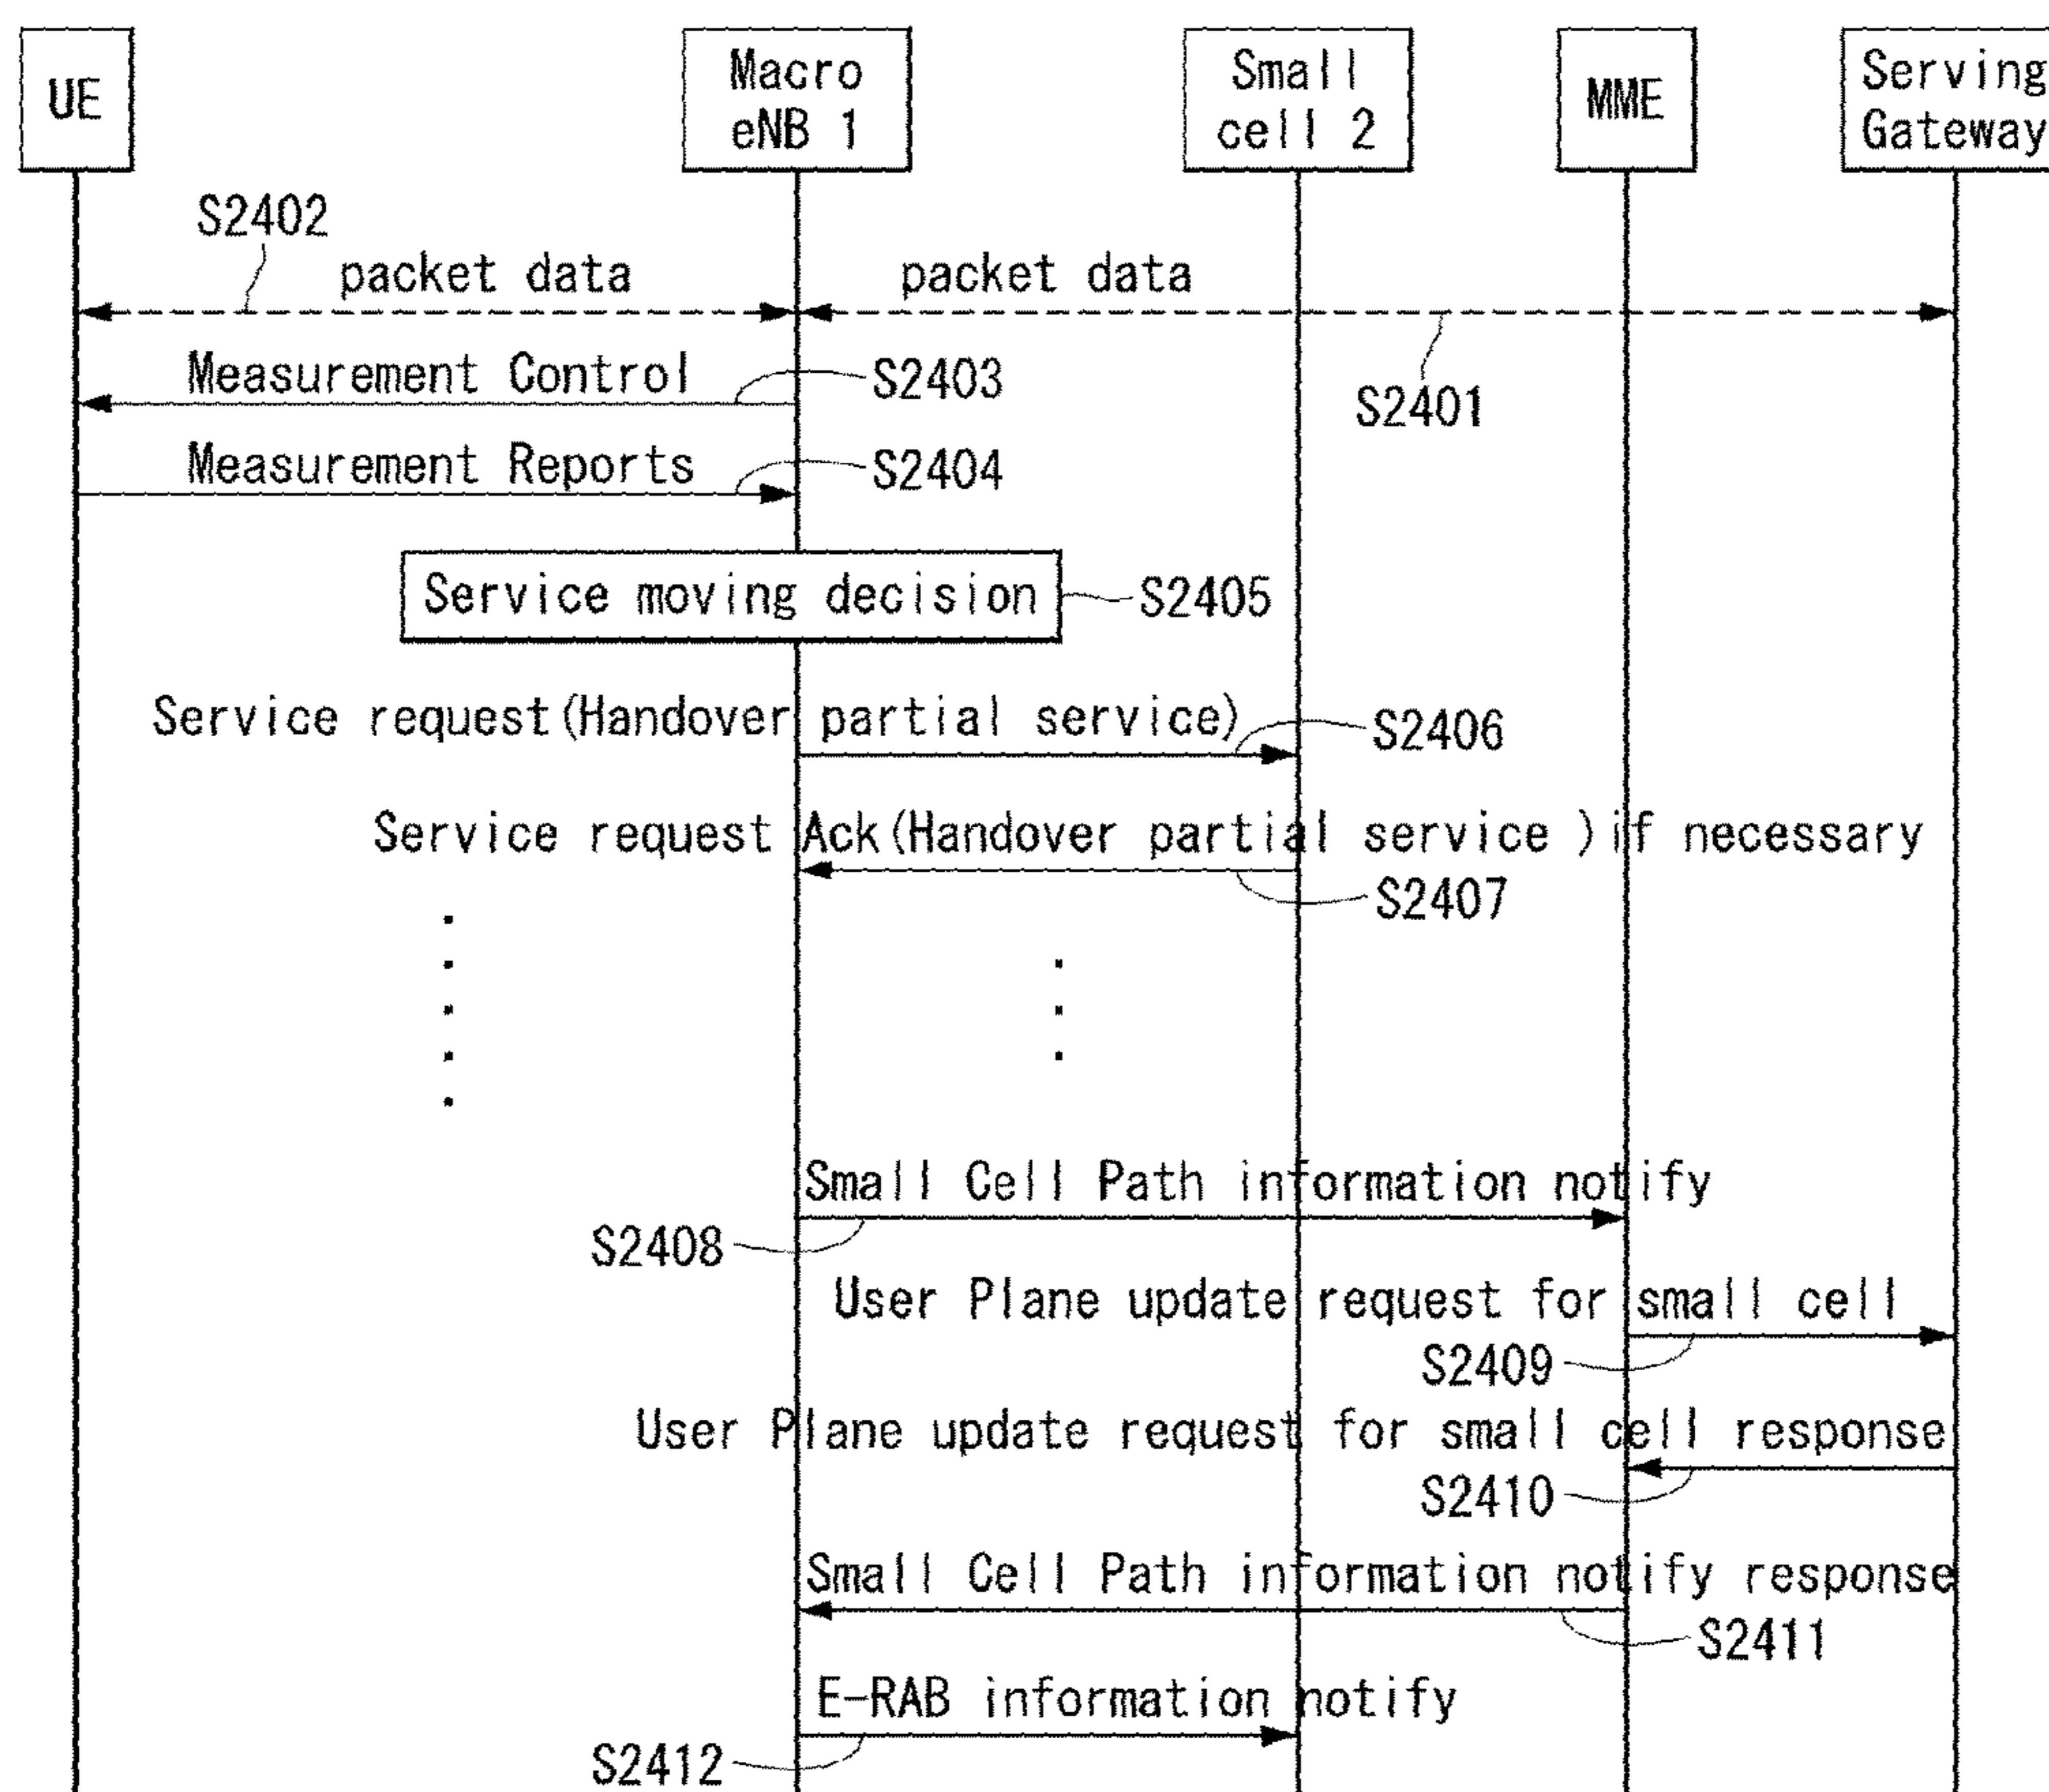 UE
Macro
eNB 1
Small
cell 2
MME
Serving
Gateway
S2402
packet data
packet data
Measurement Control
S2403
S2401
Measurement Reports
S2404
Service moving decision
S2405
Service request(Handover partial service)
S2406
Service request Ack(Handover partial service )if necessary
S2407
Small Cell Path information notify
S2408
User Plane update request for small cell
S2409
User Plane update request for small cell response
S2410
Small Cell Path information notify response
S2411
E-RAB information notify
S2412